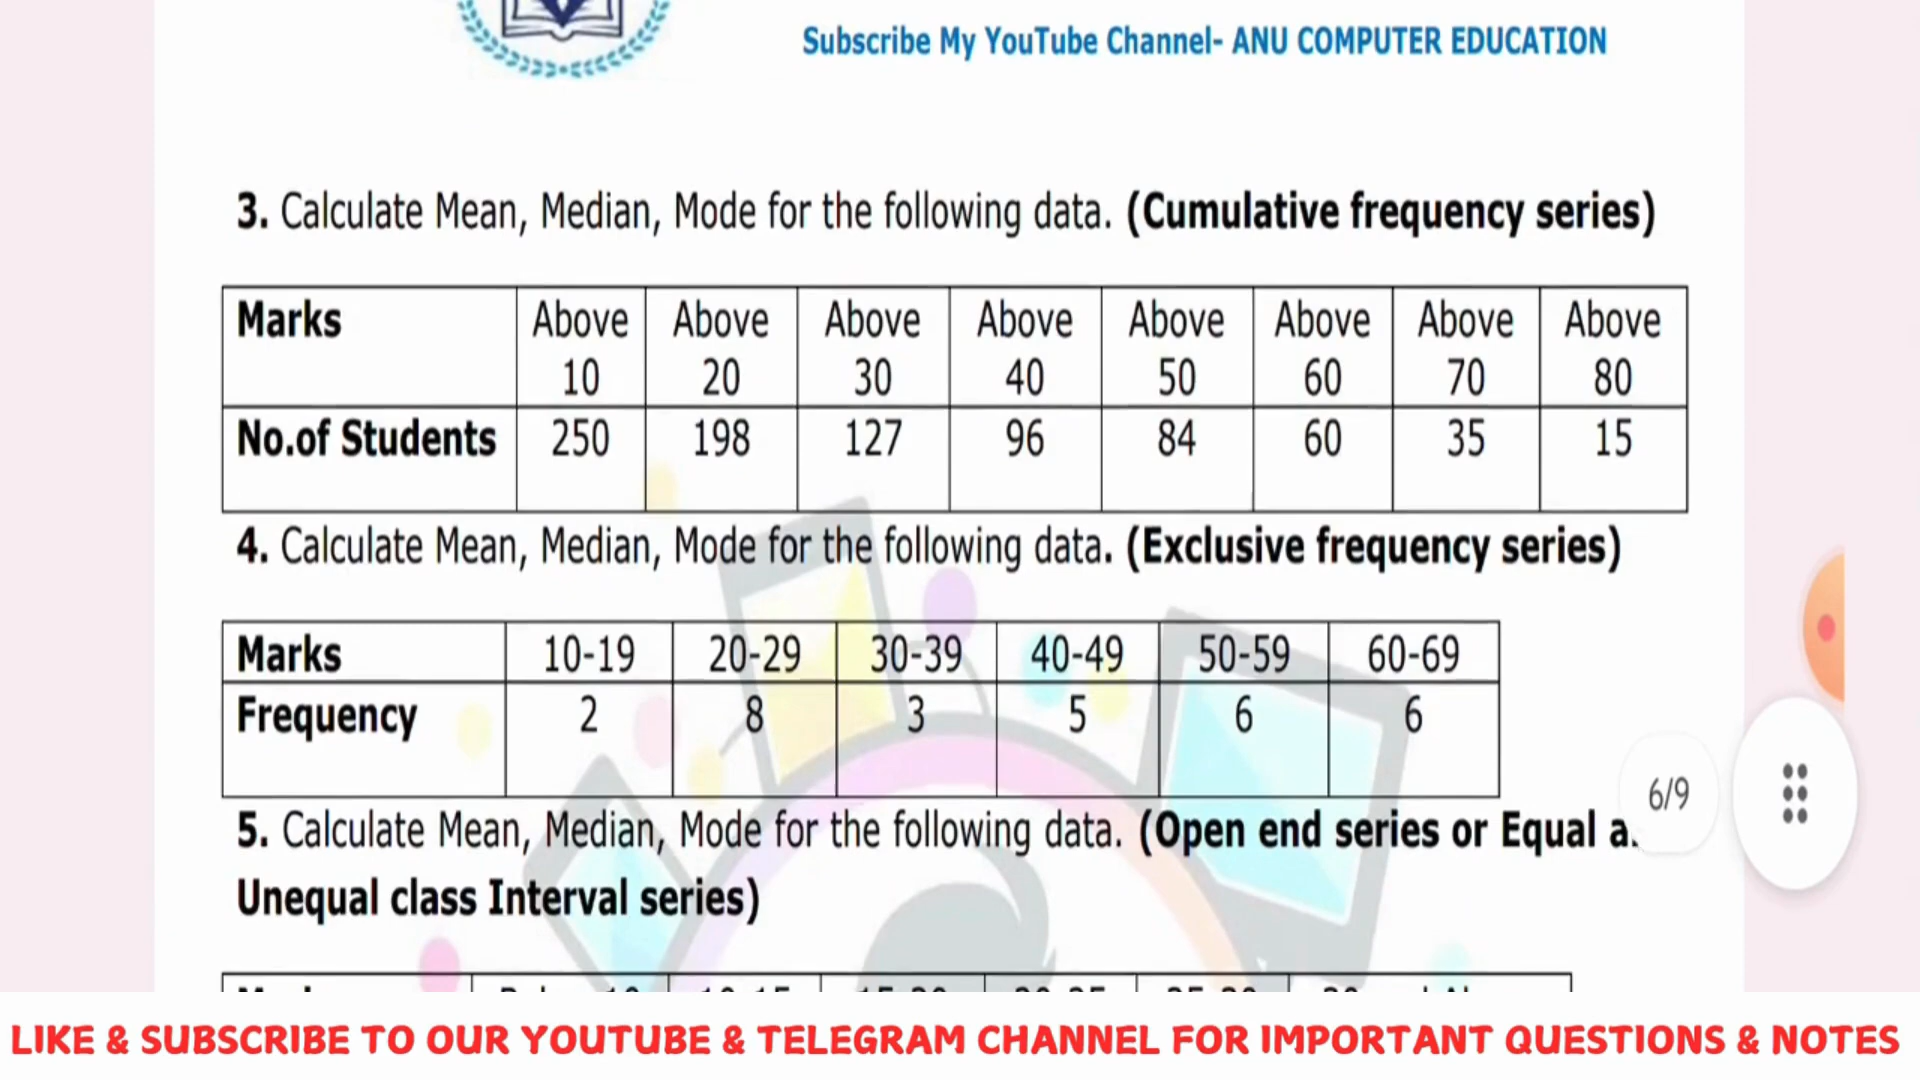 Subscribe My YouTube Channel- ANU COMPUTER EDUCATION
3. Calculate Mean, Median, Mode for the following data. (Cumulative frequency series)
Marks Above 10 Above 20 Above 30 Above 40 Above 50 Above 60 Above 70 Above 80
No.of Students 250 198 127 96 84 60 35 15
4. Calculate Mean, Median, Mode for the following data. (Exclusive frequency series)
Marks 10-19 20-29 30-39 40-49 50-59 60-69
Frequency 2 8 3 5 6 6
6/9
5. Calculate Mean, Median, Mode for the following data. (Open end series or Equal
Unequal class Interval series)
LIKE & SUBSCRIBE TO OUR YOUTUBE & TELEGRAM CHANNEL FOR IMPORTANT QUESTIONS & NOTES